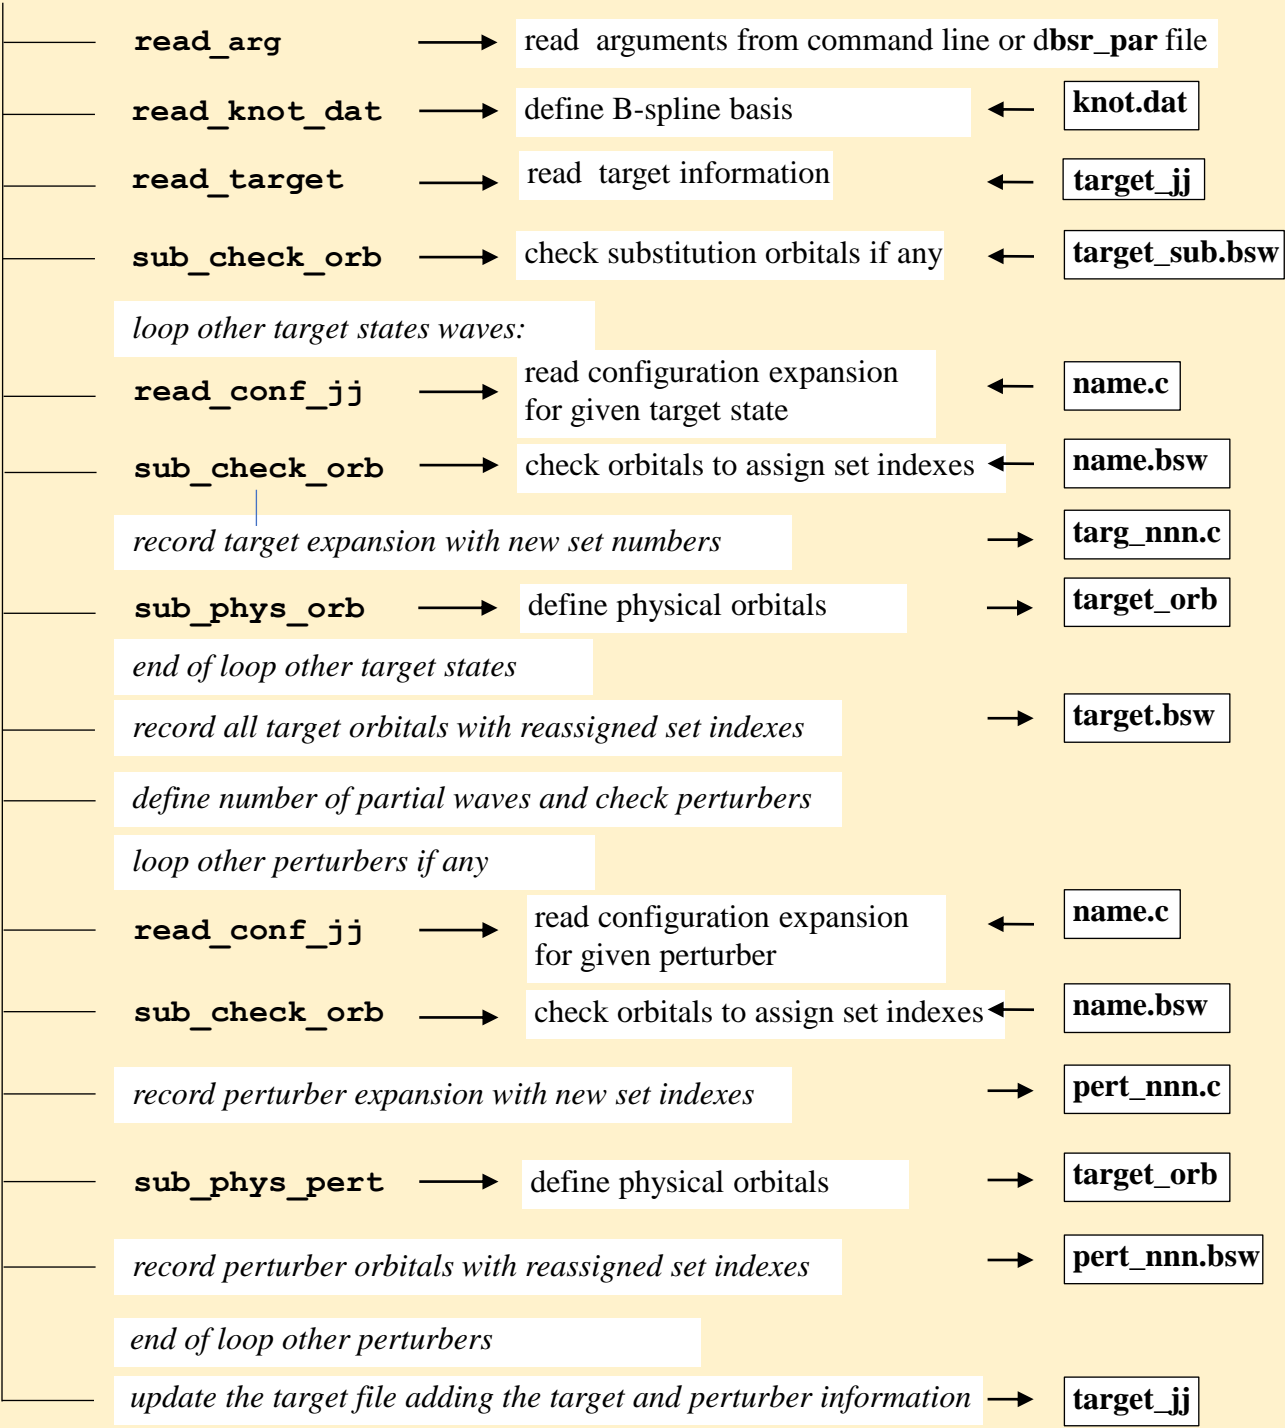 read_arg read arguments from command line or dbsr_par file
read_knot_dat define B-spline basis knot.dat
read_target read target information target_jj
sub_check_orb check substitution orbitals if any target_sub.bsw
loop other target states waves:
read_conf_jj read configuration expansion name.c
for given target state
sub_check_orb check orbitals to assign set indexes name.bsw
record target expansion with new set numbers targ_nnn.c
sub_phys_orb define physical orbitals target_orb
end of loop other target states
record all target orbitals with reassigned set indexes target.bsw
define number of partial waves and check perturbers
loop other perturbers if any
read_conf_jj read configuration expansion name.c
for given perturber
sub_check_orb check orbitals to assign set indexes name.bsw
record perturber expansion with new set indexes pert_nnn.c
sub_phys_pert define physical orbitals target_orb
record perturber orbitals with reassigned set indexes pert_nnn.bsw
end of loop other perturbers
update the target file adding the target and perturber information target_jj